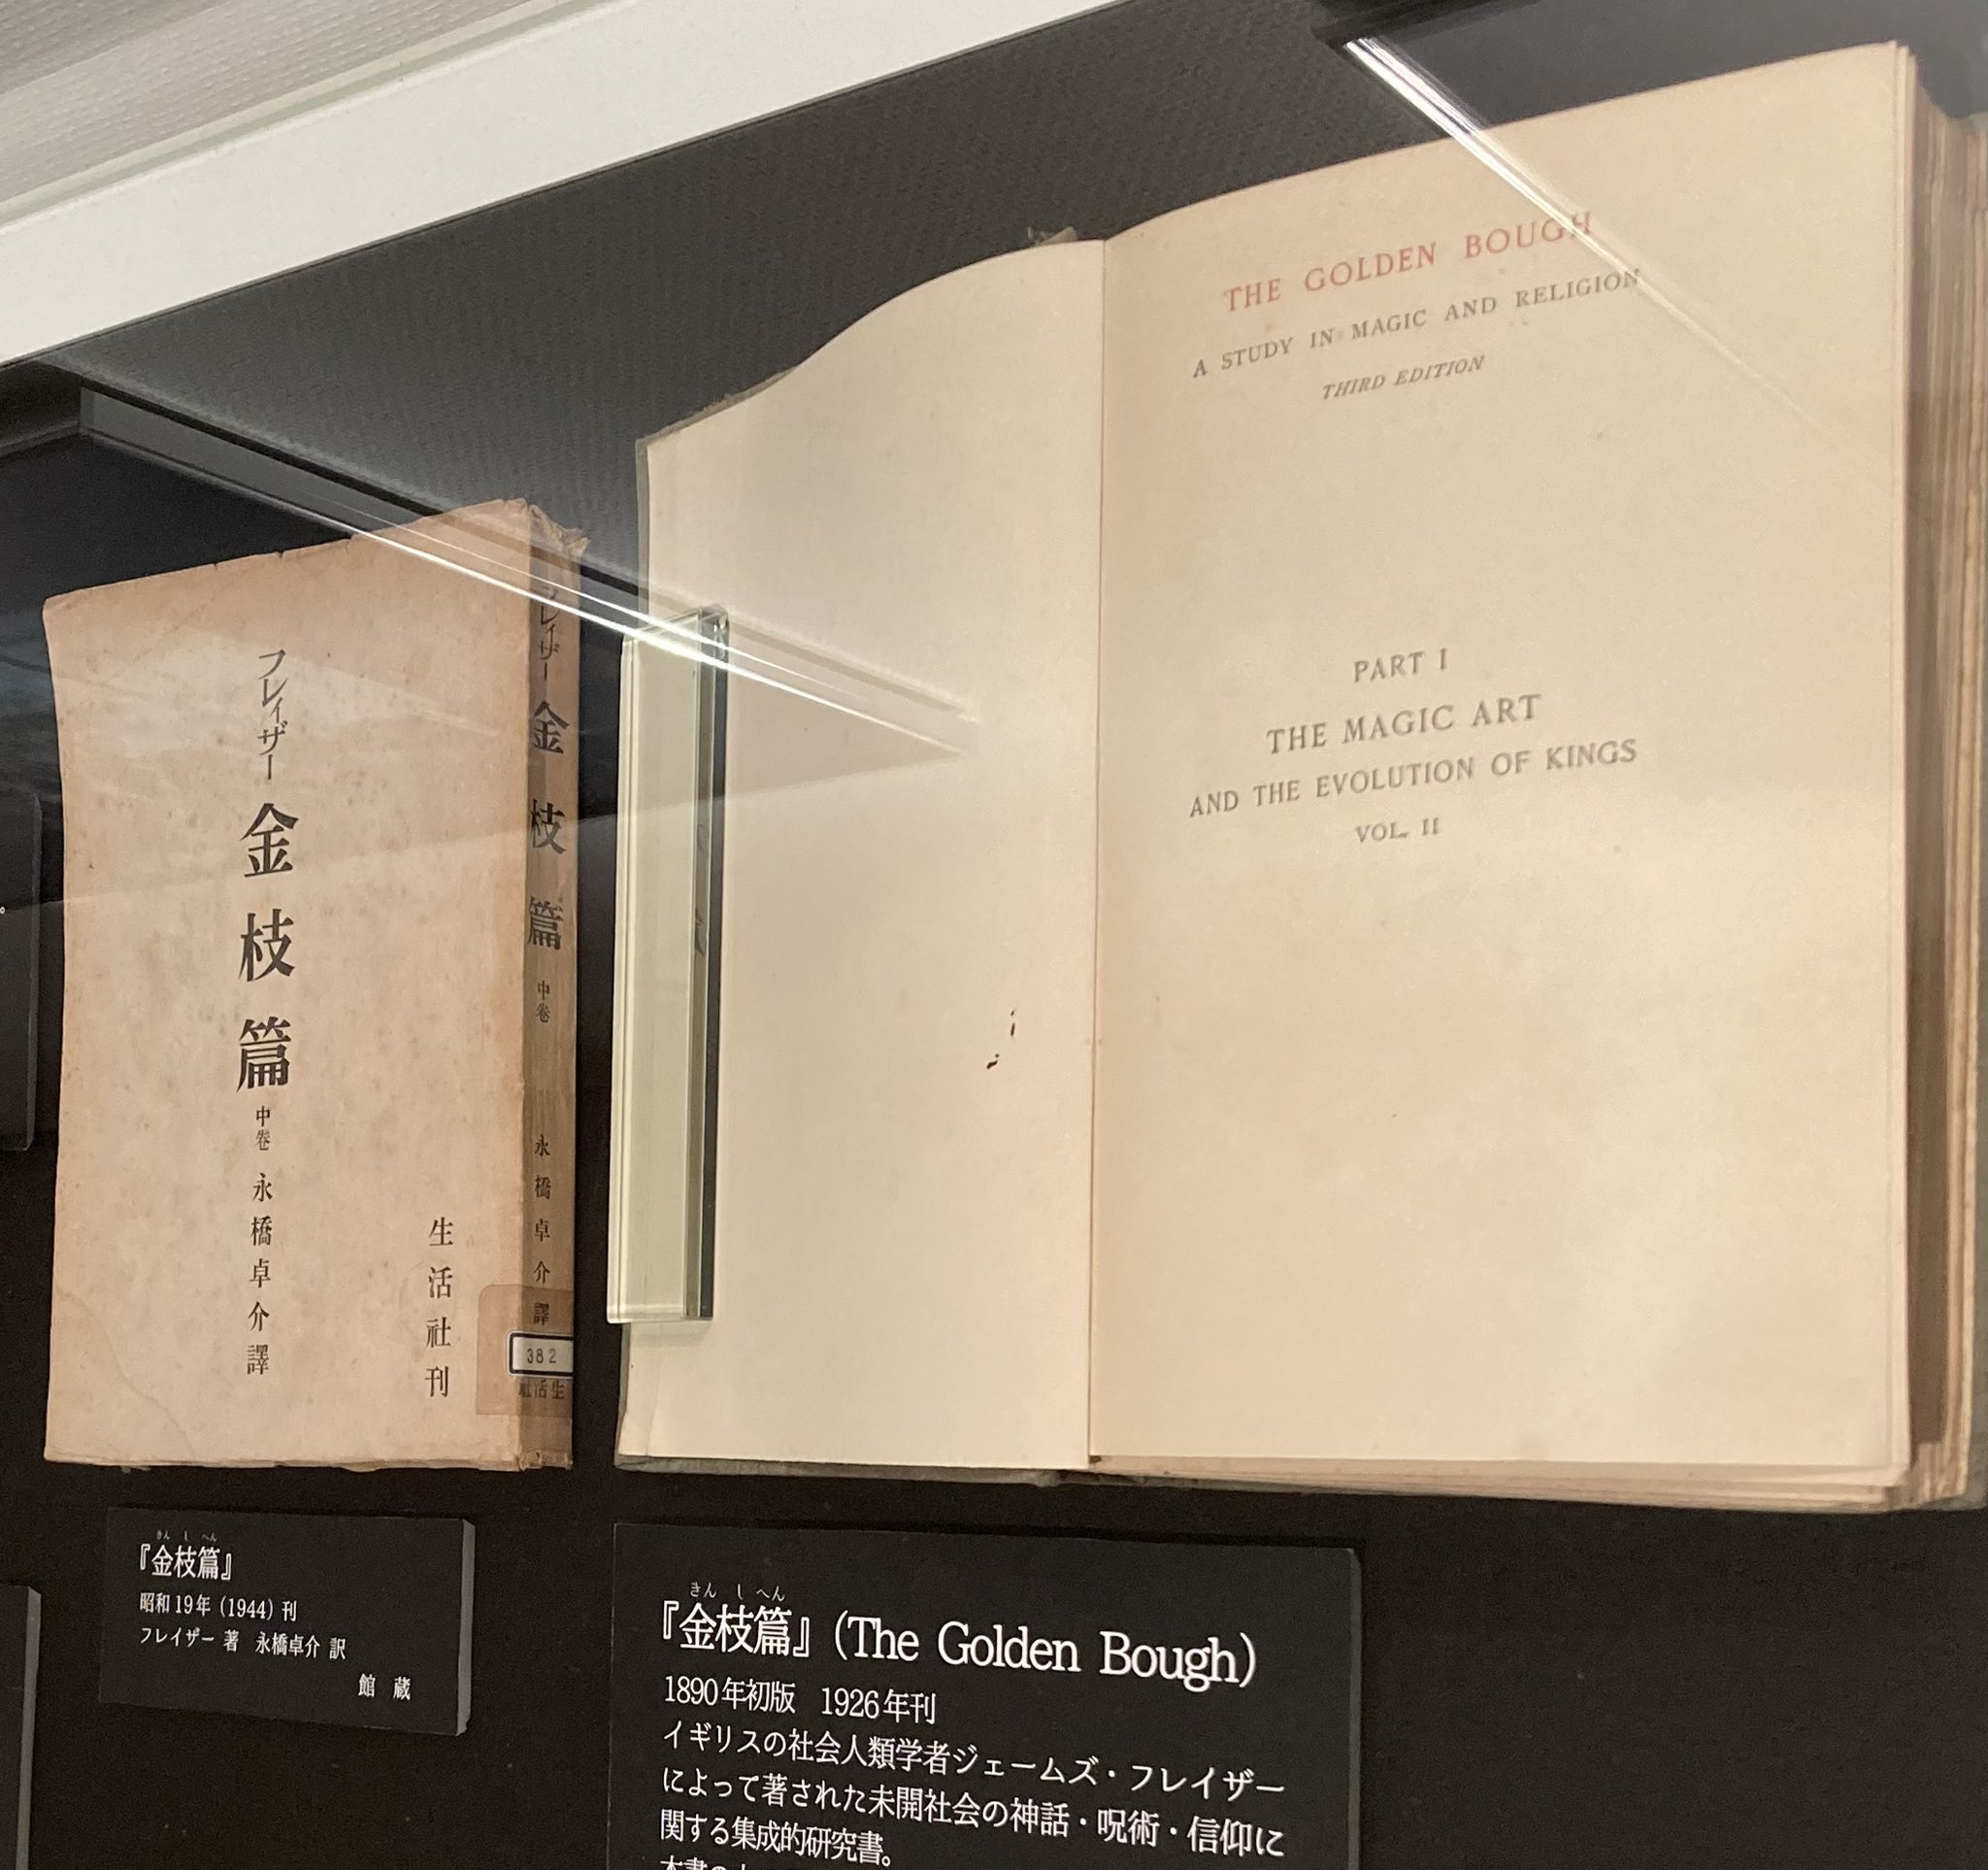 フレイザー 金枝篇 中巻 永橋卓介譯
生活社刊
フレイザー 金枝篇 中巻 永橋卓介譯
382
THE GOLDEN BOUGH
A STUDY IN MAGIC AND RELIGION
THIRD EDITION
PART I
THE MAGIC ART
AND THE EVOLUTION OF KINGS
VOL. II
きんしへん
『金枝篇』
昭和19年(1944)刊
フレイザー 著 永橋卓介 訳
館 蔵
きんしへん
『金枝篇』(The Golden Bough)
1890年初版 1926年刊
イギリスの社会人類学者ジェームズ・フレイザー
によって著された未開社会の神話・呪術・信仰に
関する集成的研究書。